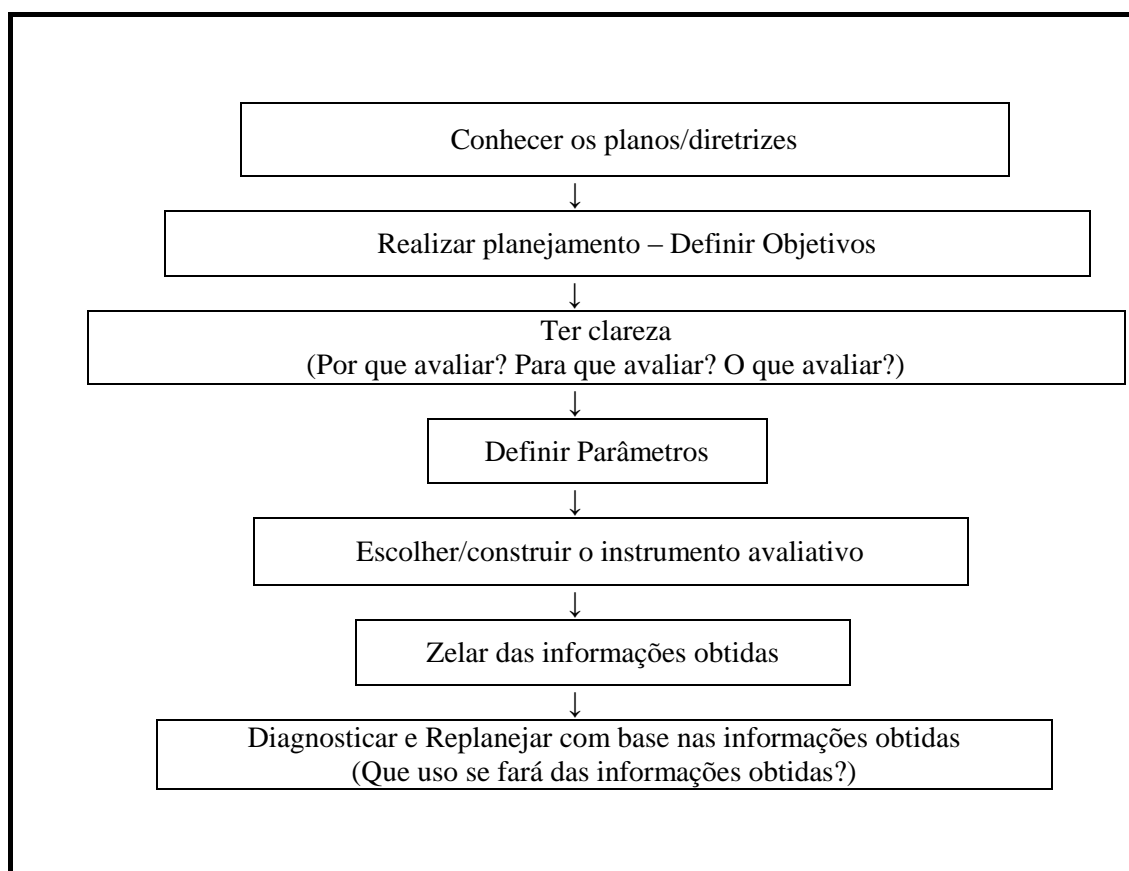 Conhecer os planos/diretrizes
↓
Realizar planejamento – Definir Objetivos
↓
Ter clareza
(Por que avaliar? Para que avaliar? O que avaliar?)
↓
Definir Parâmetros
↓
Escolher/construir o instrumento avaliativo
↓
Zelar das informações obtidas
↓
Diagnosticar e Replanejar com base nas informações obtidas
(Que uso se fará das informações obtidas?)